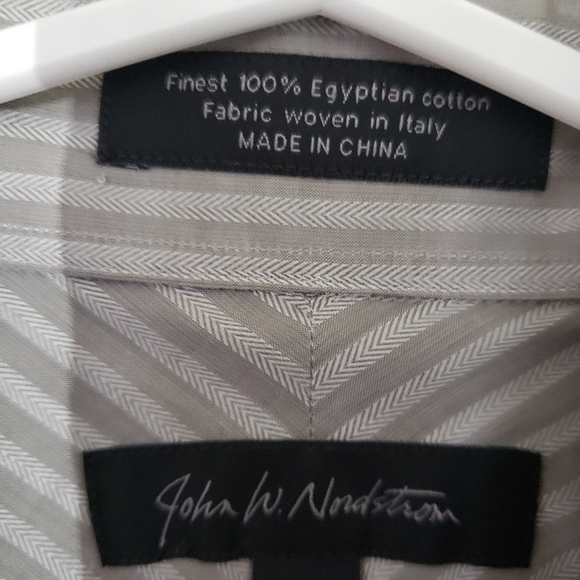 Finest 100% Egyptian cotton
Fabric woven in Italy
MADE IN CHINA
John W. Nordstrom